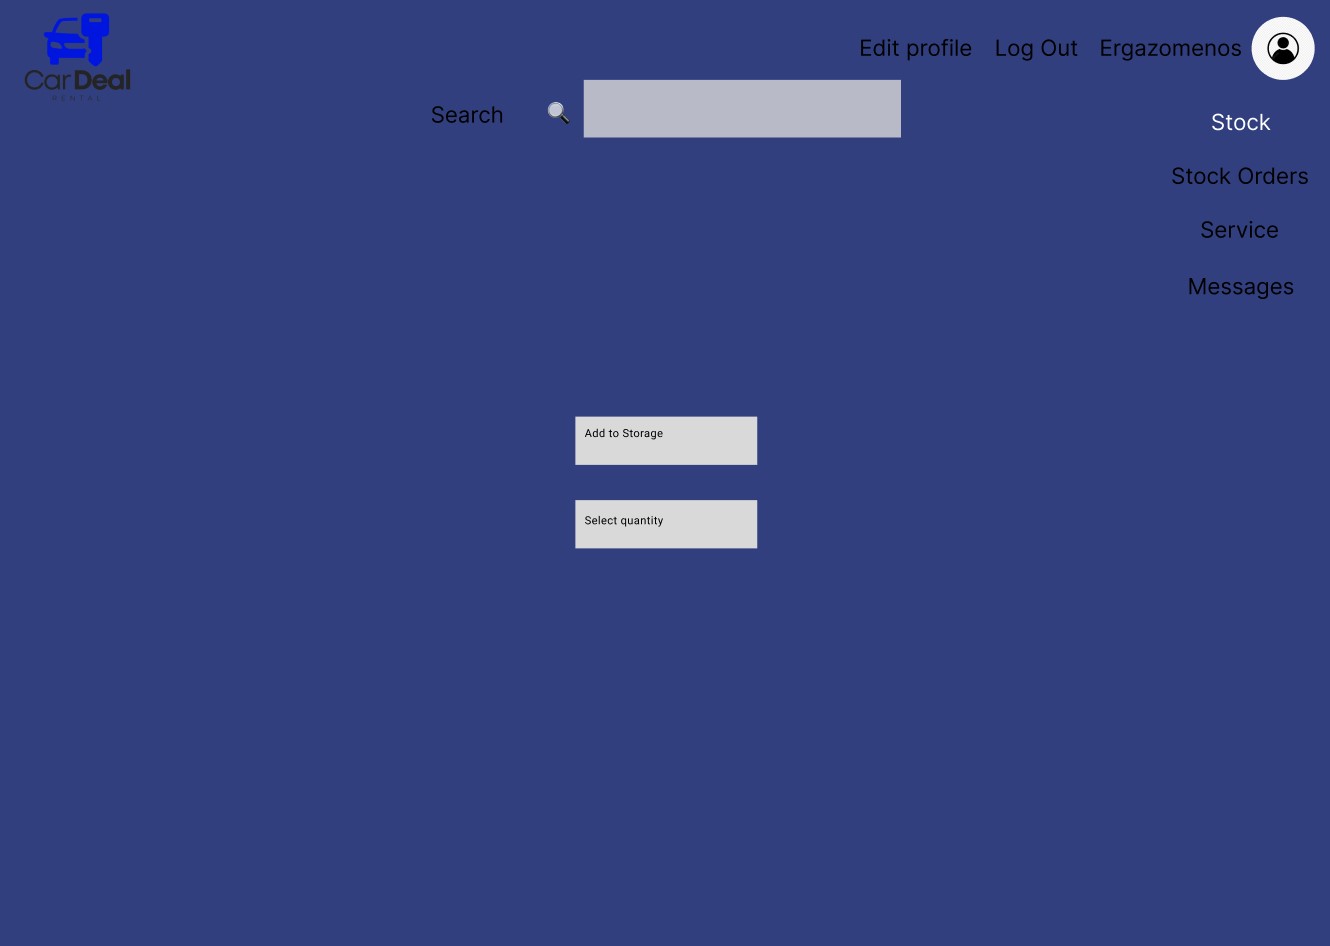 CarDeal
RENTAL
Edit profile
Log Out
Ergazomenos
Search
Stock
Stock Orders
Service
Messages
Add to Storage
Select quantity